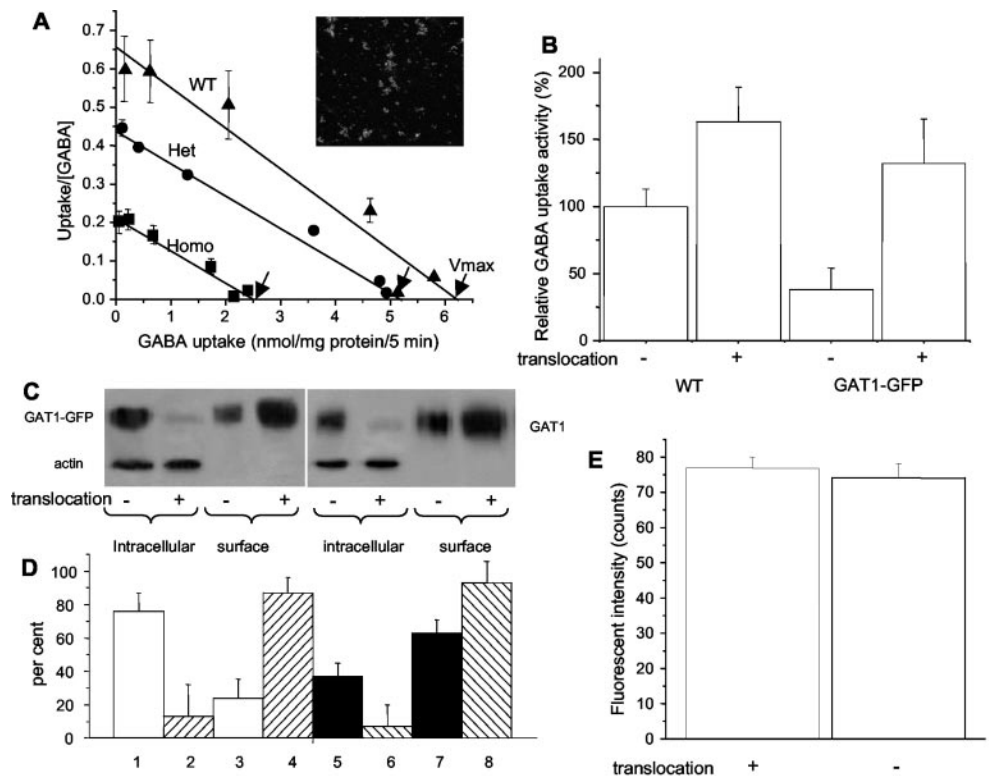 A
0.7
0.6
0.5
0.4
0.3
0.2
0.1
0.0
Uptake/[GABA]
WT
Het
Homo
Vmax
0 1 2 3 4 5 6
GABA uptake (nmol/mg protein/5 min)
B
200
150
100
50
0
Relative GABA uptake activity (%)
translocation - + - +
WT GAT1-GFP
C
GAT1-GFP
GAT1
actin
translocation - + - + - + - +
Intracellular surface intracellular surface
D
100
80
60
40
20
0
per cent
1 2 3 4 5 6 7 8
E
80
70
60
50
40
30
20
10
0
Fluorescent intensity (counts)
translocation + -